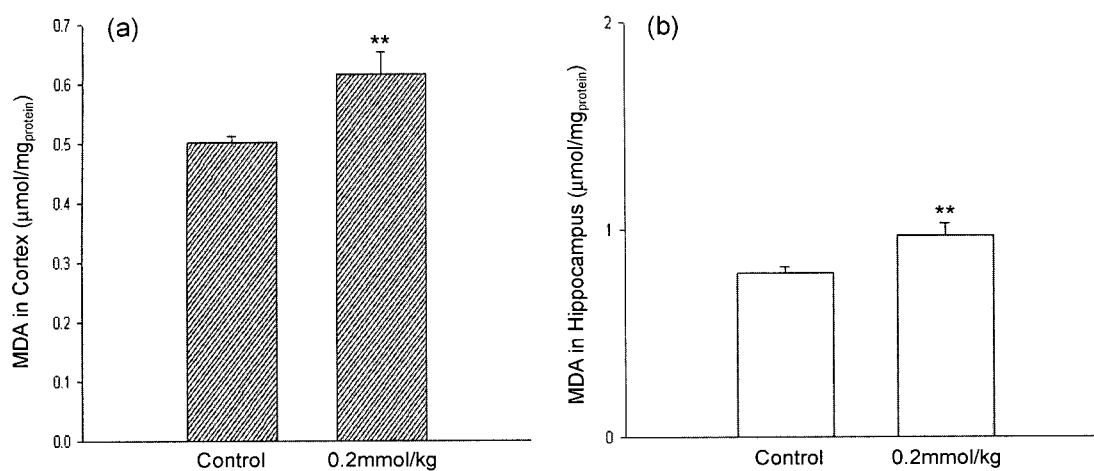 (a)
MDA in Cortex (μmol/mgprotein)
0.7
0.6
0.5
0.4
0.3
0.2
0.1
0.0
**
Control
0.2mmol/kg
(b)
MDA in Hippocampus (μmol/mgprotein)
2
1
0
**
Control
0.2mmol/kg